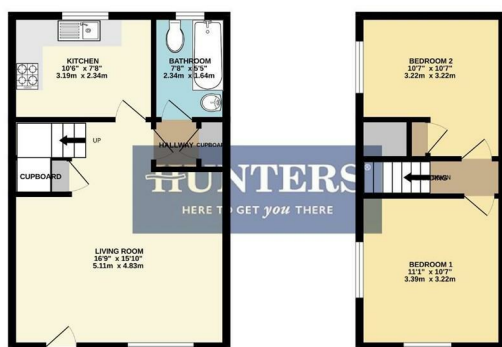 KITCHEN
10'6" x 7'8"
3.19m x 2.34m
BATHROOM
7'8" x 5'5"
2.34m x 1.64m
UP
HALLWAY
CUPBOARD
CUPBOARD
HUNTERS
HERE TO GET you THERE
LIVING ROOM
16'9" x 15'10"
5.11m x 4.83m
BEDROOM 2
10'7" x 10'7"
3.22m x 3.22m
BEDROOM 1
11'1" x 10'7"
3.39m x 3.22m